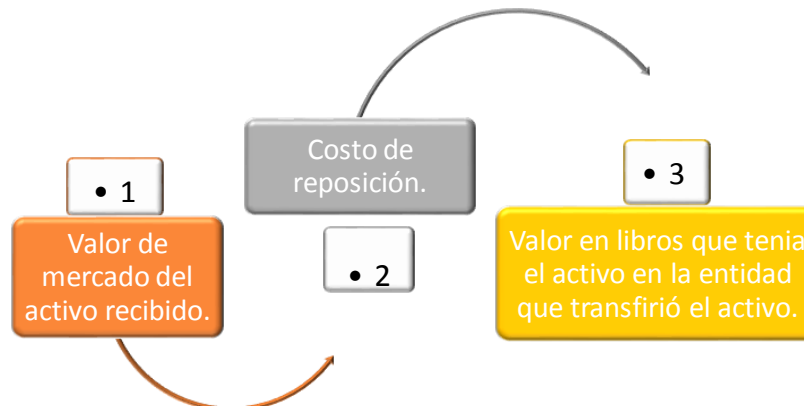 • 1
Valor de
mercado del
activo recibido.
Costo de
reposición.
• 2
• 3
Valor en libros que tenia
el activo en la entidad
que transfirió el activo.